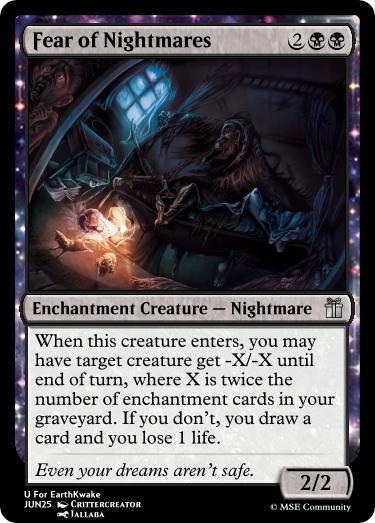 Fear of Nightmares 2
Enchantment Creature — Nightmare
When this creature enters, you may
have target creature get -X/-X until
end of turn, where X is twice the
number of enchantment cards in your
graveyard. If you don't, you draw a
card and you lose 1 life.
Even your dreams aren't safe.
2/2
U For EarthKwake
JUN25 Crittercreator
Jallaba
© MSE Community